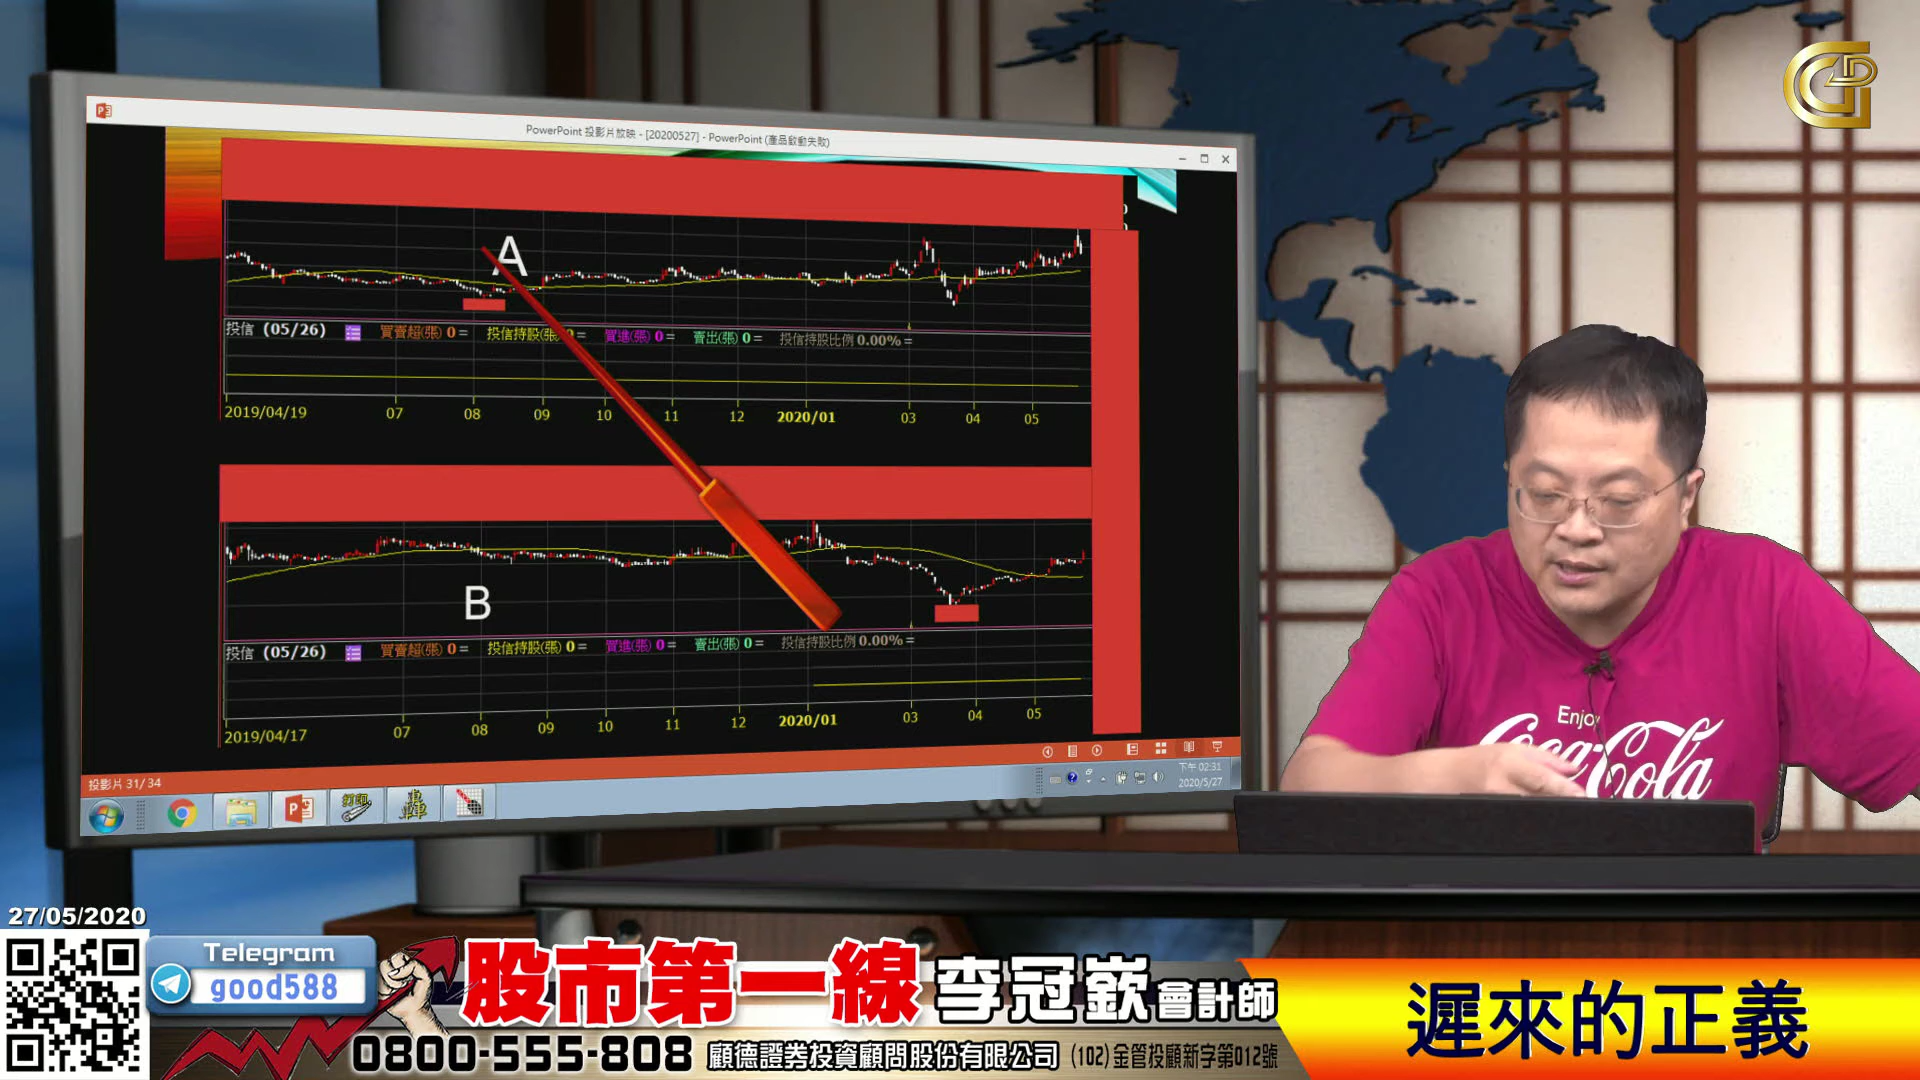 PowerPoint 投影片放映 - [20200527] - PowerPoint (產品啟動失敗)
A
投信 (05/26) 買賣超(張) 0 = 投信持股(張) 0 = 買進(張) 0 = 賣出(張) 0 = 投信持股比例 0.00% =
2019/04/19 07 08 09 10 11 12 2020/01 03 04 05
B
投信 (05/26) 買賣超(張) 0 = 投信持股(張) 0 = 買進(張) 0 = 賣出(張) 0 = 投信持股比例 0.00% =
2019/04/17 07 08 09 10 11 12 2020/01 03 04 05
投影片 31/34
下午 02:31
2020/5/27
Enjoy
Coca-Cola
27/05/2020
Telegram
good588
股市第一線 李冠嶔 會計師
0800-555-808 顧德證券投資顧問股份有限公司 (102)金管投顧新字第012號
遲來的正義